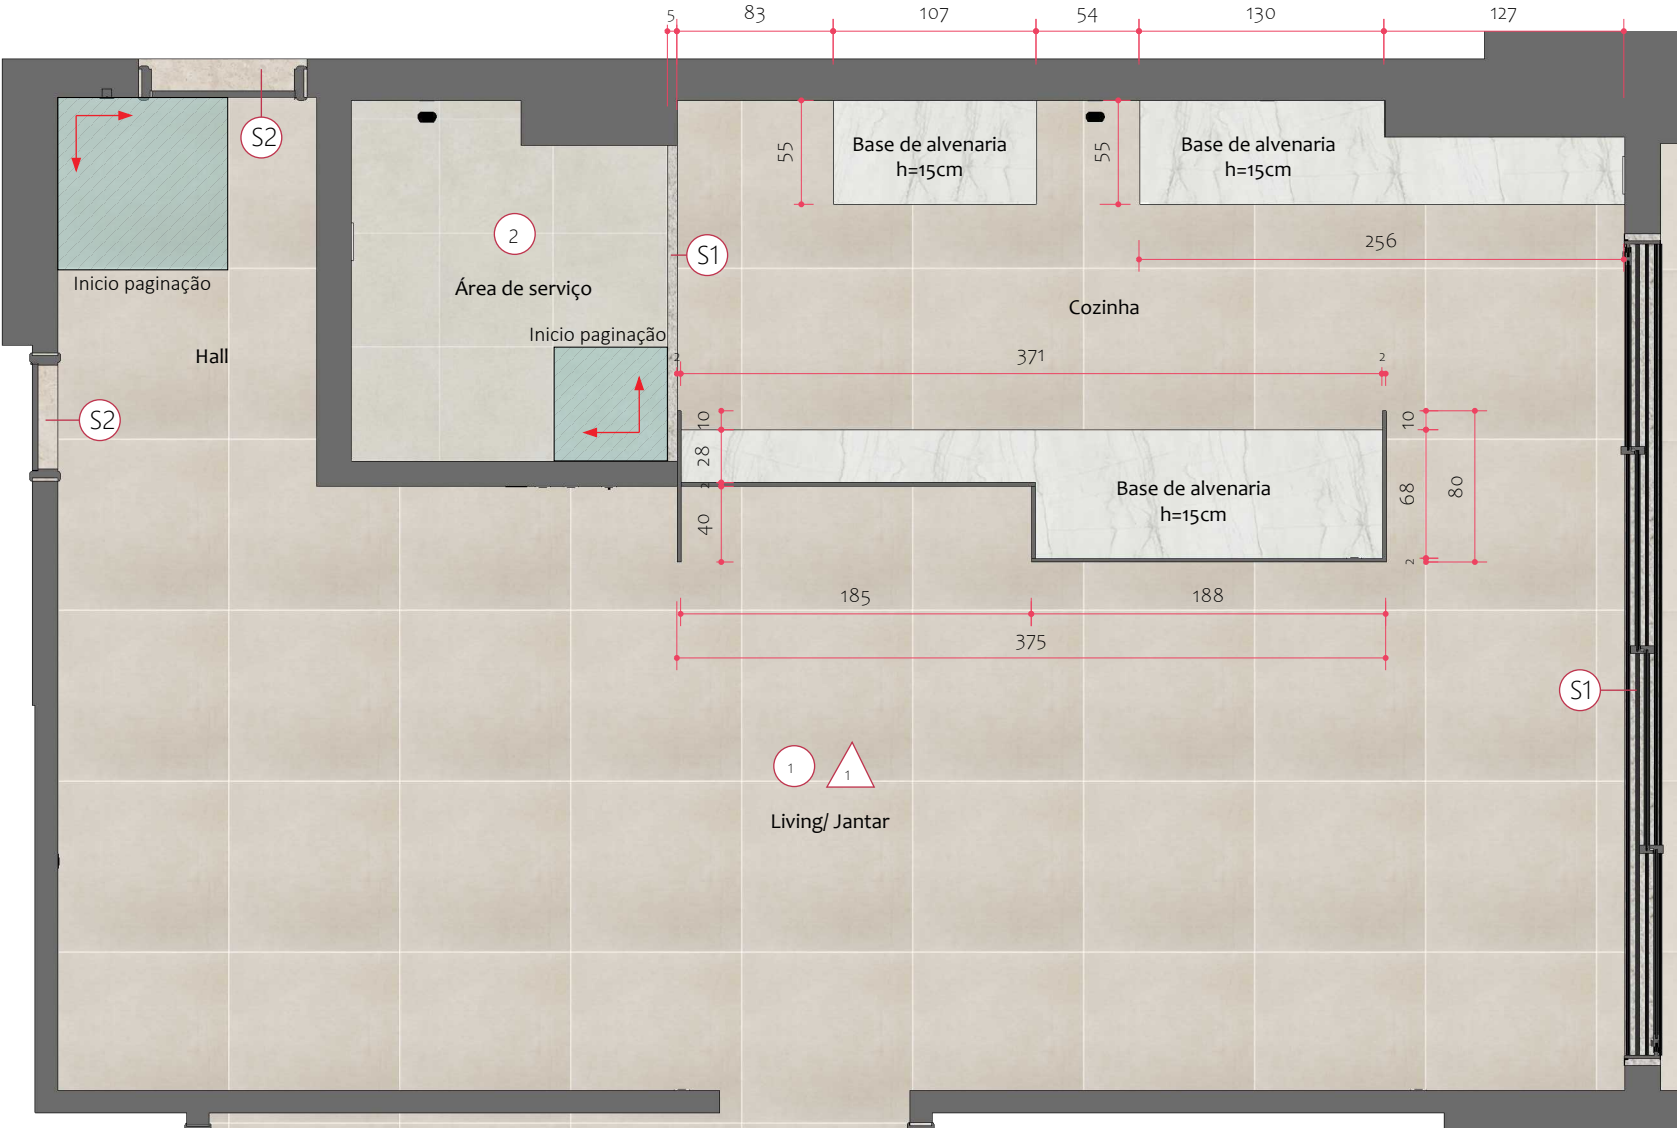 5 83 107 54 130 127
S2
55
Base de alvenaria
h=15cm
55
Base de alvenaria
h=15cm
2
S1
256
Inicio paginação
Área de serviço
Cozinha
Inicio paginação
Hall
2 371 2
S2
10
28
2
40
Base de alvenaria
h=15cm
10
68
2
80
185 188
375
S1
1 1
Living/ Jantar